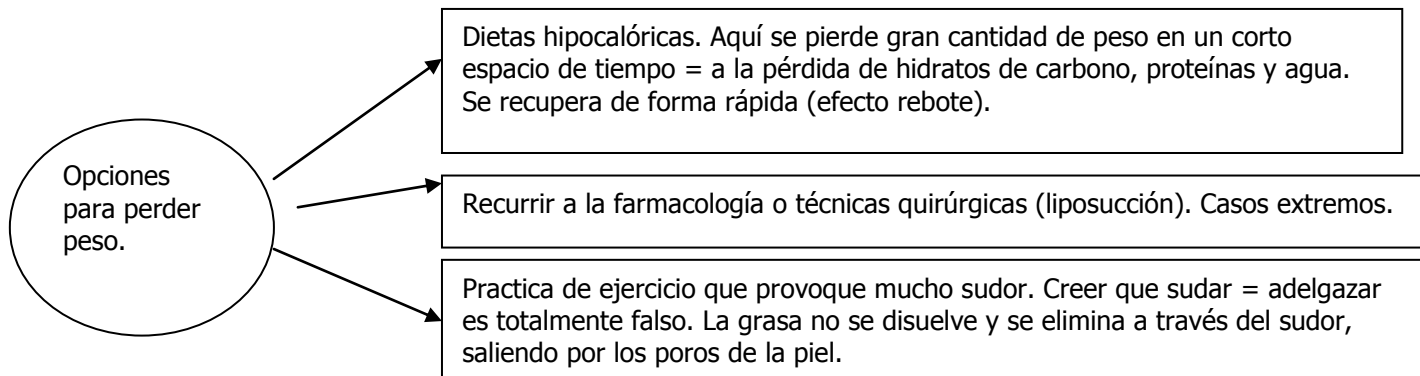 Opciones
para perder
peso.
Dietas hipocalóricas. Aquí se pierde gran cantidad de peso en un corto
espacio de tiempo = a la pérdida de hidratos de carbono, proteínas y agua.
Se recupera de forma rápida (efecto rebote).
Recurrir a la farmacología o técnicas quirúrgicas (liposucción). Casos extremos.
Practica de ejercicio que provoque mucho sudor. Creer que sudar = adelgazar
es totalmente falso. La grasa no se disuelve y se elimina a través del sudor,
saliendo por los poros de la piel.